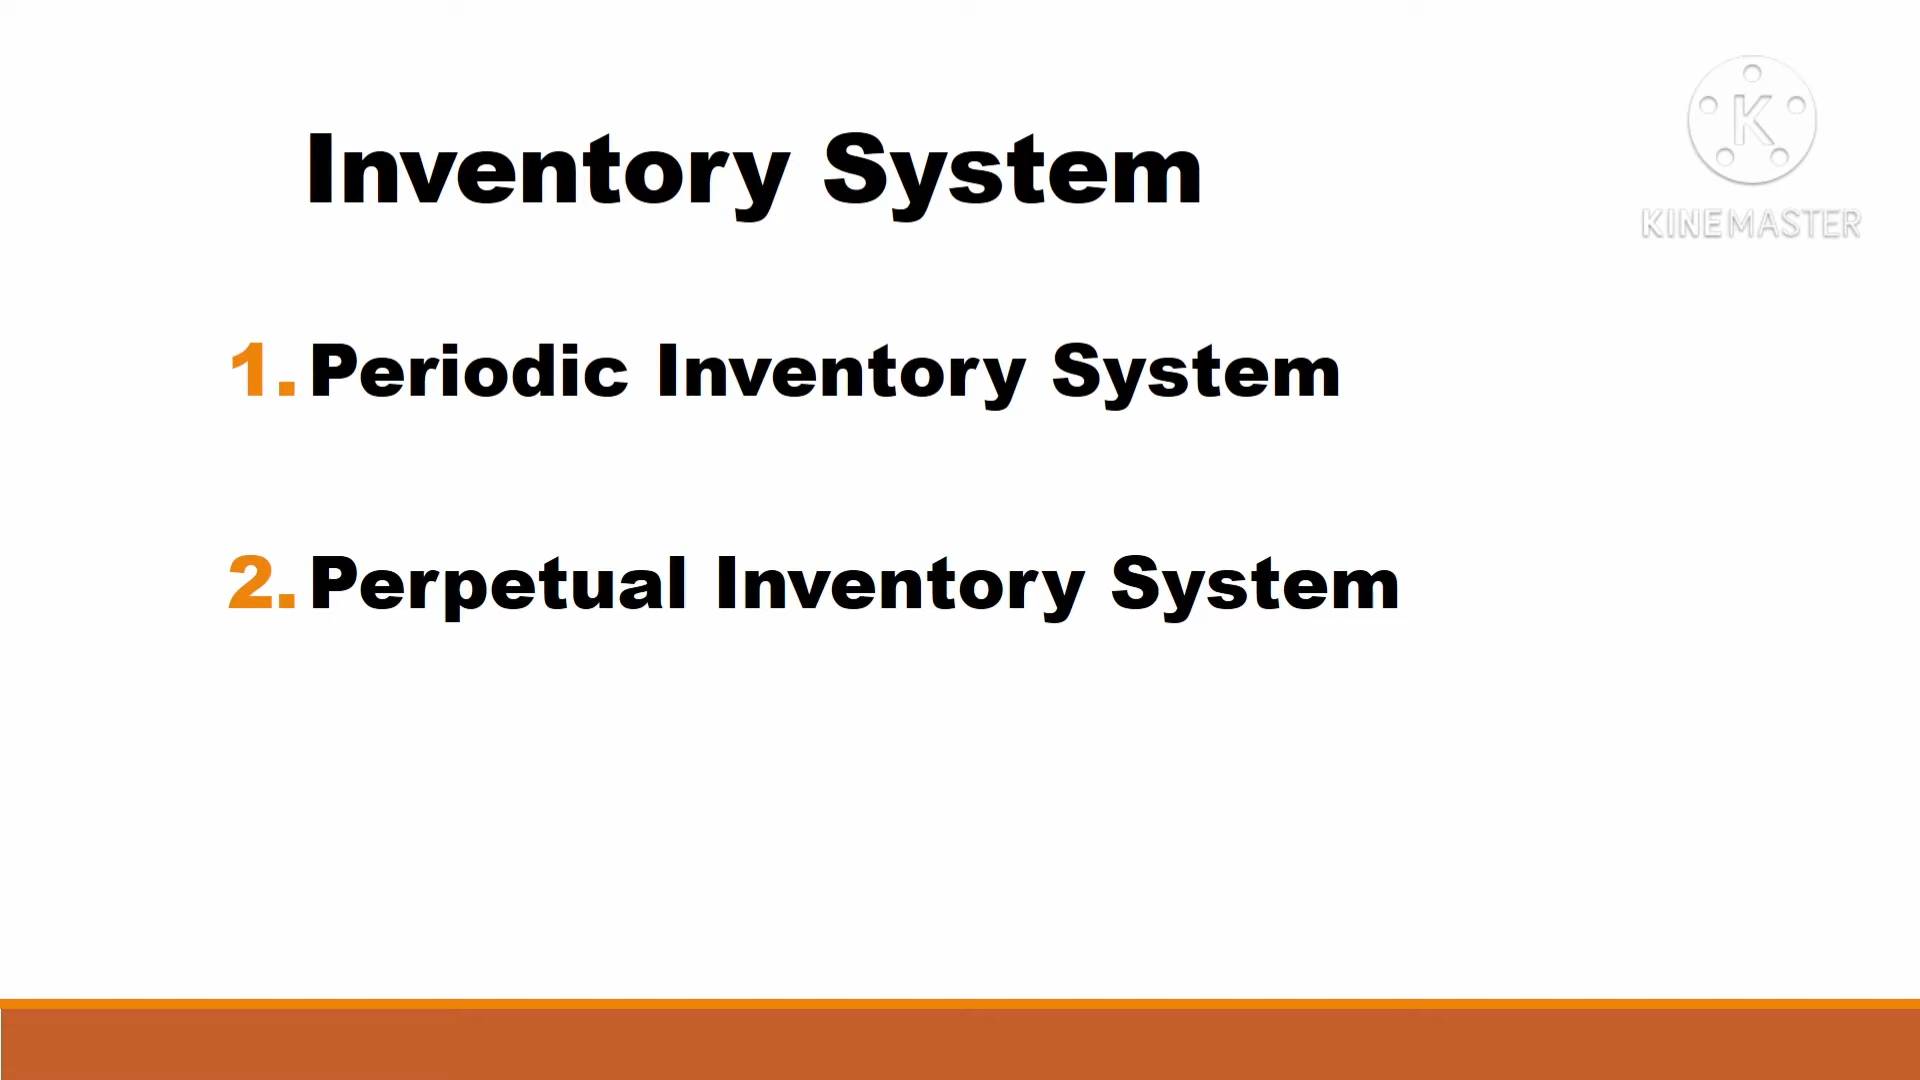 Inventory System
K
KINEMASTER
1. Periodic Inventory System
2. Perpetual Inventory System